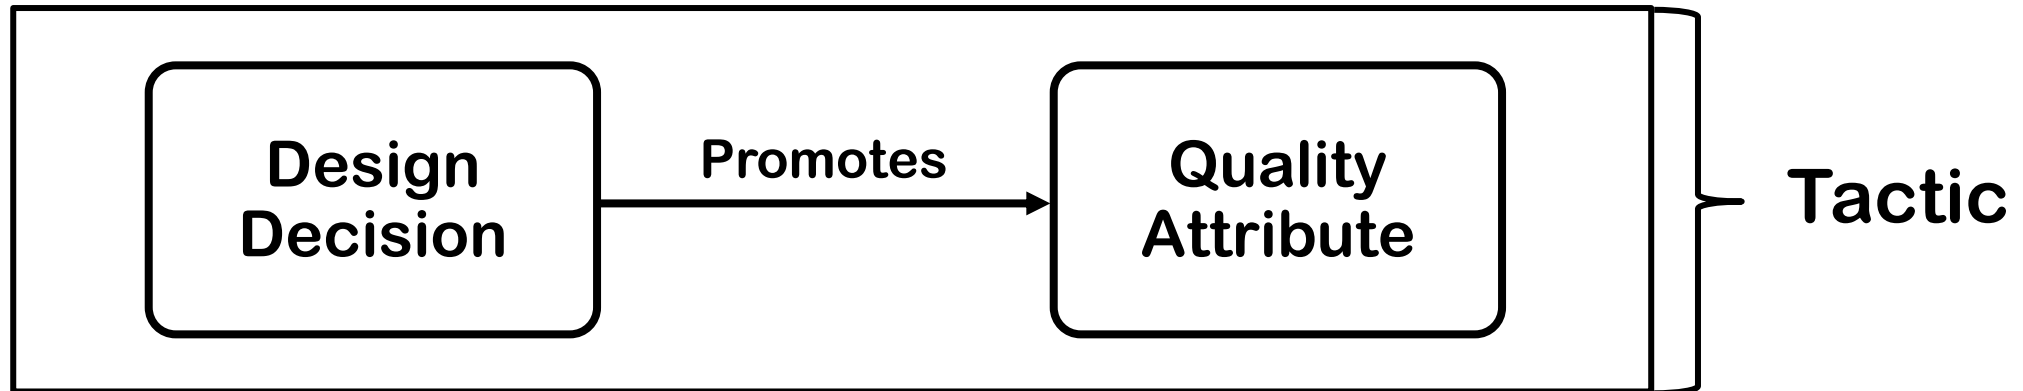 Design
Decision
Promotes
Quality
Attribute
Tactic